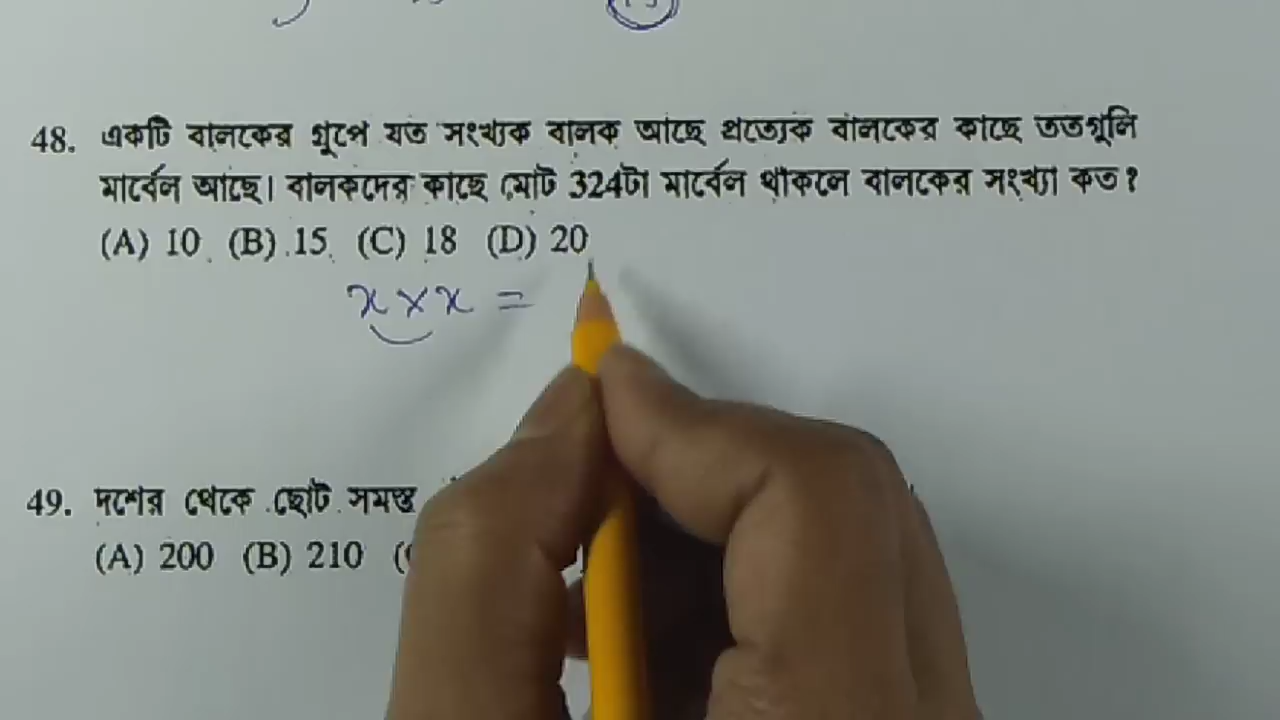 48. একটি বালকের গ্রুপে যত সংখ্যক বালক আছে প্রত্যেক বালকের কাছে ততগুলি
মার্বেল আছে। বালকদের কাছে মোট 324টা মার্বেল থাকলে বালকের সংখ্যা কত?
(A) 10 (B) 15 (C) 18 (D) 20
x × x =
49. দশের থেকে ছোট সমস্ত
(A) 200 (B) 210